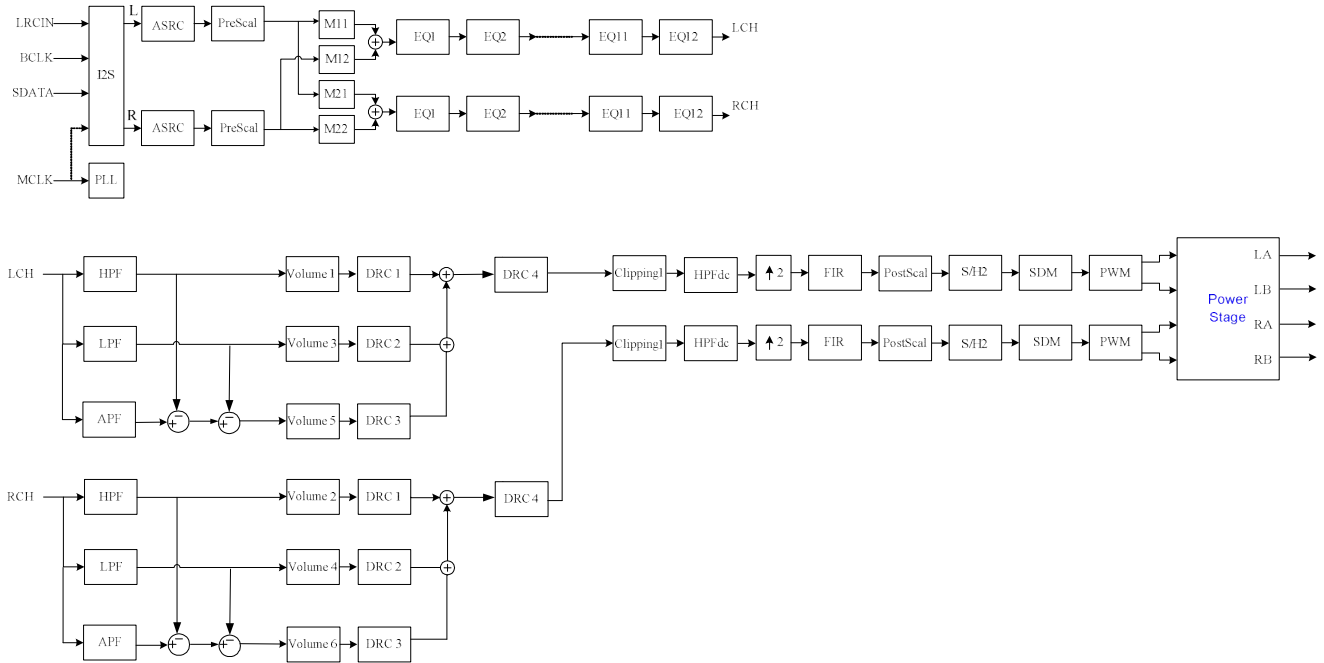 LRCIN
BCLK
SDATA
MCLK
I2S
PLL
L
R
ASRC
PreScal
ASRC
PreScal
M11
M12
M21
M22
+
+
EQ1
EQ2
EQ11
EQ12
LCH
EQ1
EQ2
EQ11
EQ12
RCH
LCH
HPF
Volume 1
DRC 1
+
DRC 4
Clipping1
HPFdc
2
FIR
PostScal
S/H2
SDM
PWM
LPF
Volume 3
DRC 2
+
Clipping1
HPFdc
2
FIR
PostScal
S/H2
SDM
PWM
Power
Stage
LA
LB
RA
RB
APF
+ −
+ −
Volume 5
DRC 3
RCH
HPF
Volume 2
DRC 1
+
DRC 4
LPF
Volume 4
DRC 2
+
APF
+ −
+ −
Volume 6
DRC 3